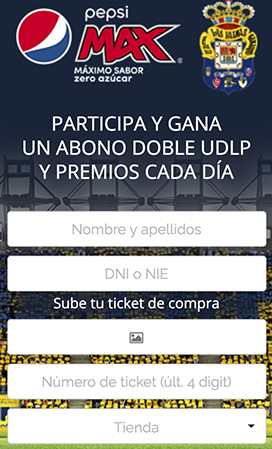 pepsi
MAX
MÁXIMO SABOR
zero azúcar
PARTICIPA Y GANA
UN ABONO DOBLE UDLP
Y PREMIOS CADA DÍA
Nombre y apellidos
DNI o NIE
Sube tu ticket de compra
Número de ticket (últ. 4 digit)
Tienda